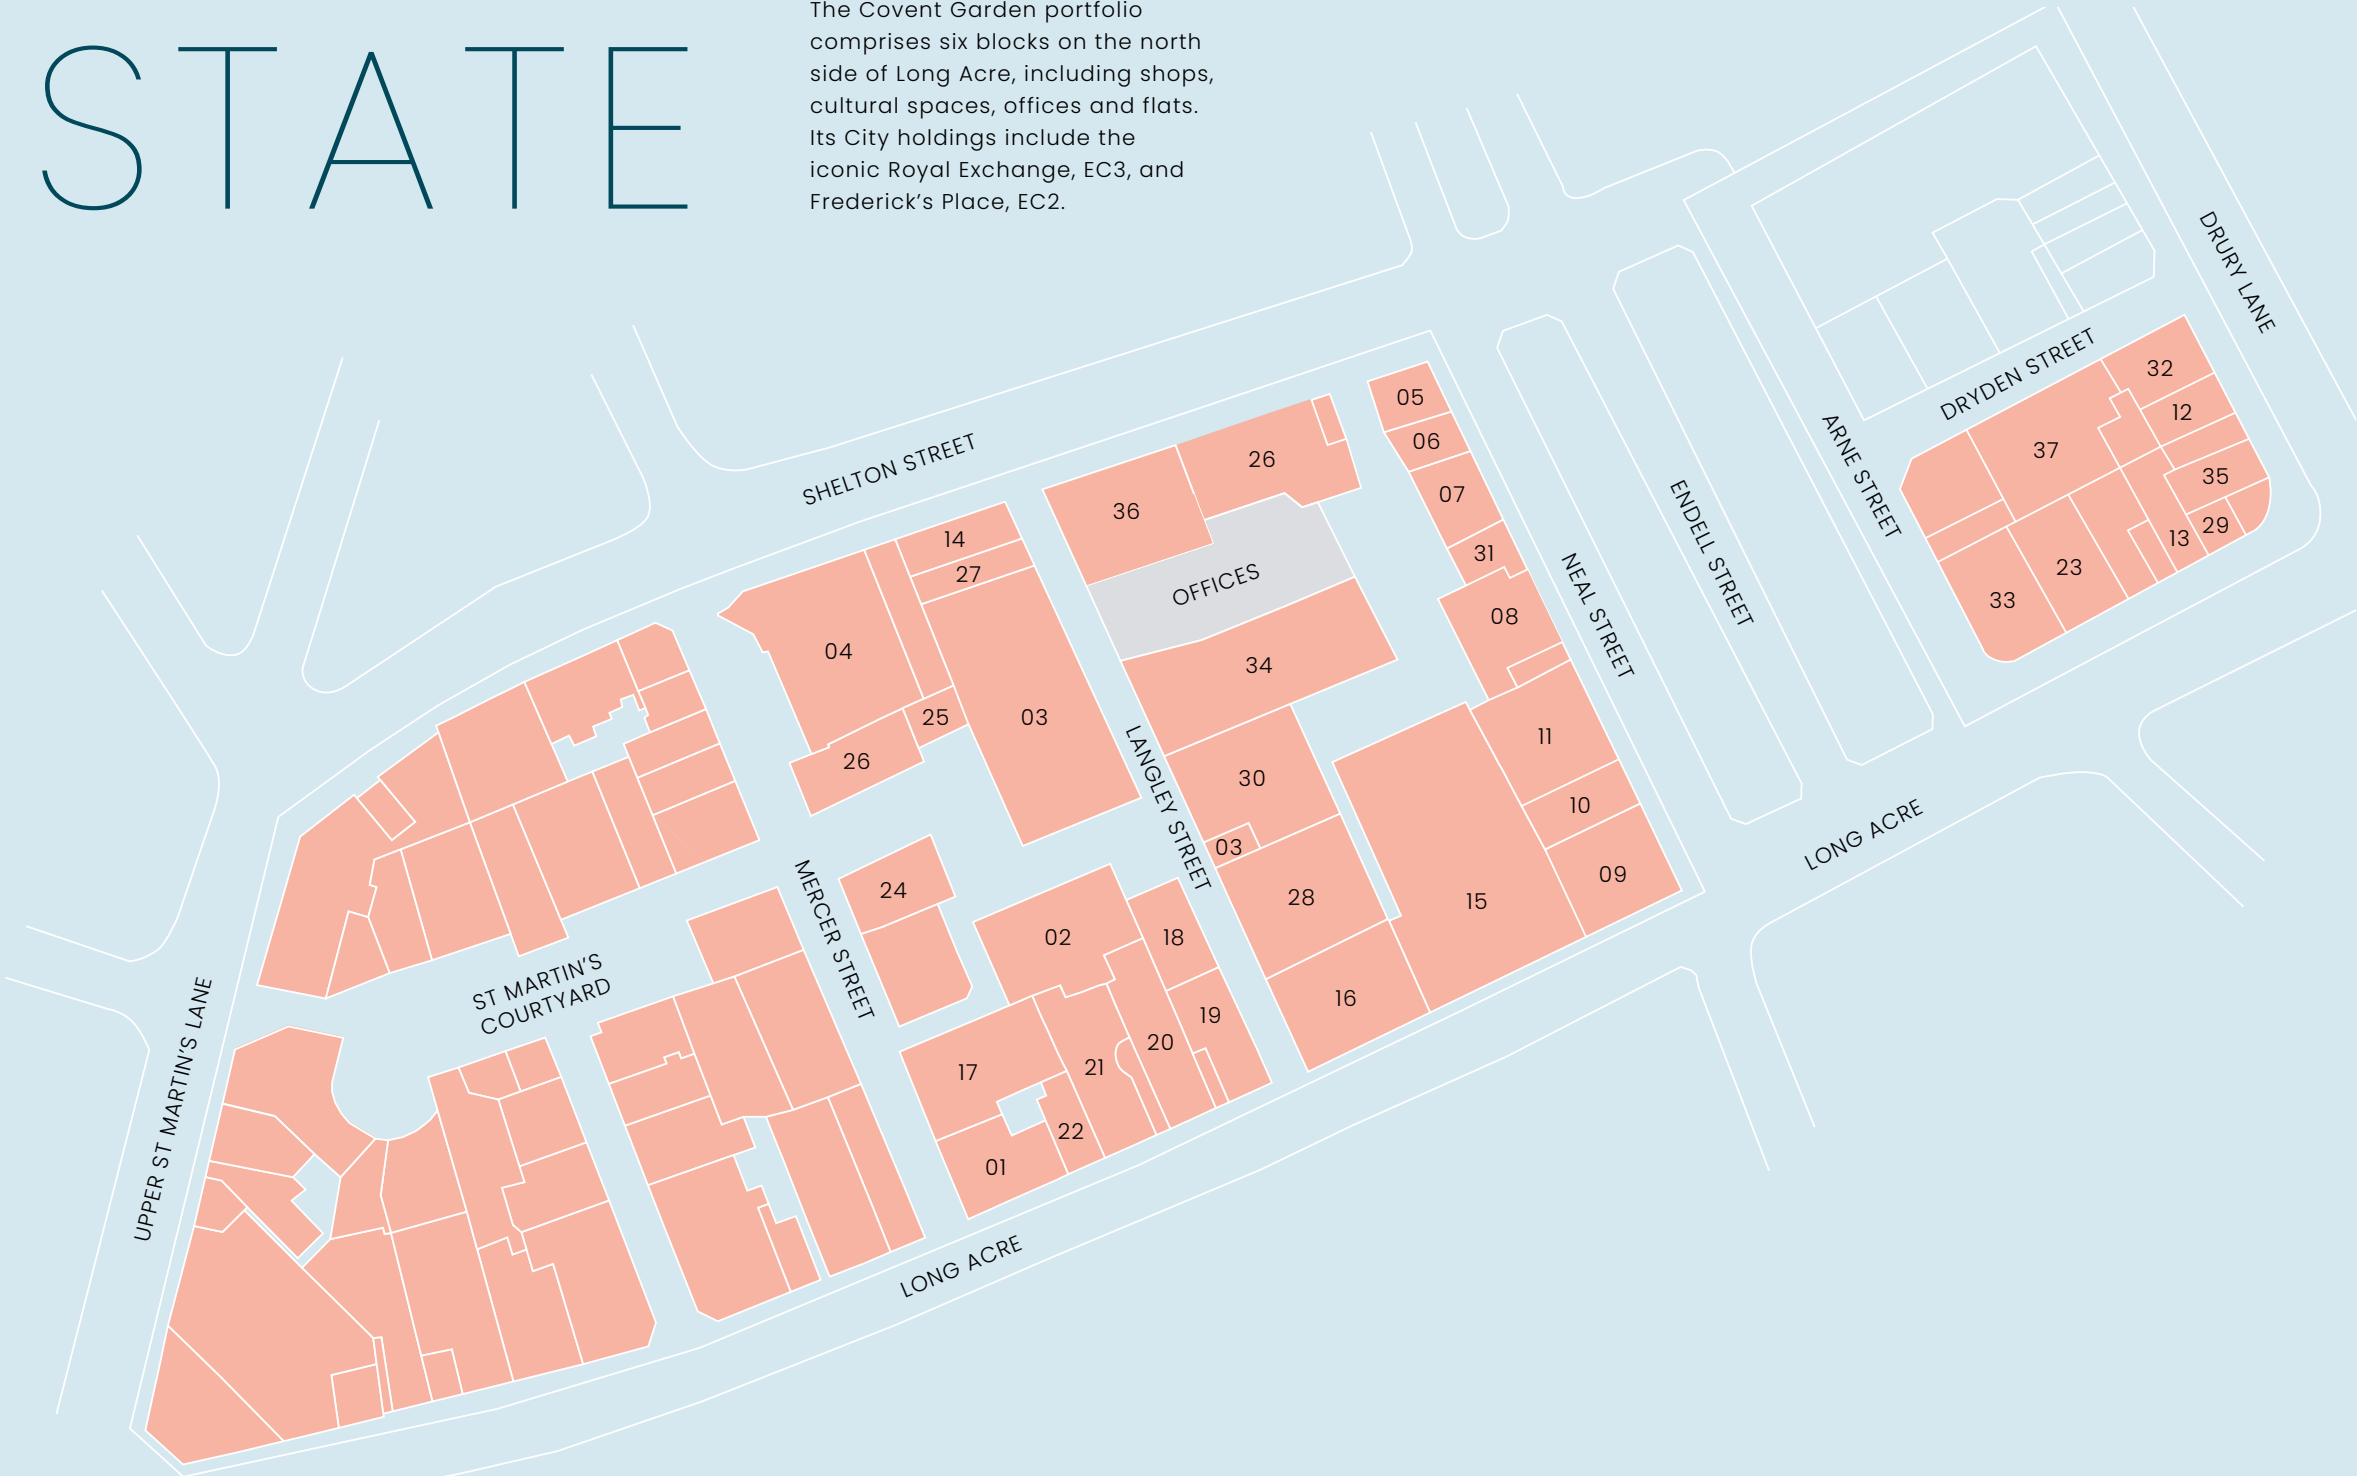 STATE
The Covent Garden portfolio
comprises six blocks on the north
side of Long Acre, including shops,
cultural spaces, offices and flats.
Its City holdings include the
iconic Royal Exchange, EC3, and
Frederick’s Place, EC2.
DRURY LANE
DRYDEN STREET
ARNE STREET
32
12
37
35
29
13
23
33
ENDELL STREET
NEAL STREET
SHELTON STREET
05
06
07
31
08
26
36
OFFICES
34
14
27
04
03
25
26
LANGLEY STREET
30
03
28
16
15
11
10
09
LONG ACRE
MERCER STREET
24
02
18
19
20
21
17
22
01
ST MARTIN’S
COURTYARD
UPPER ST MARTIN’S LANE
LONG ACRE